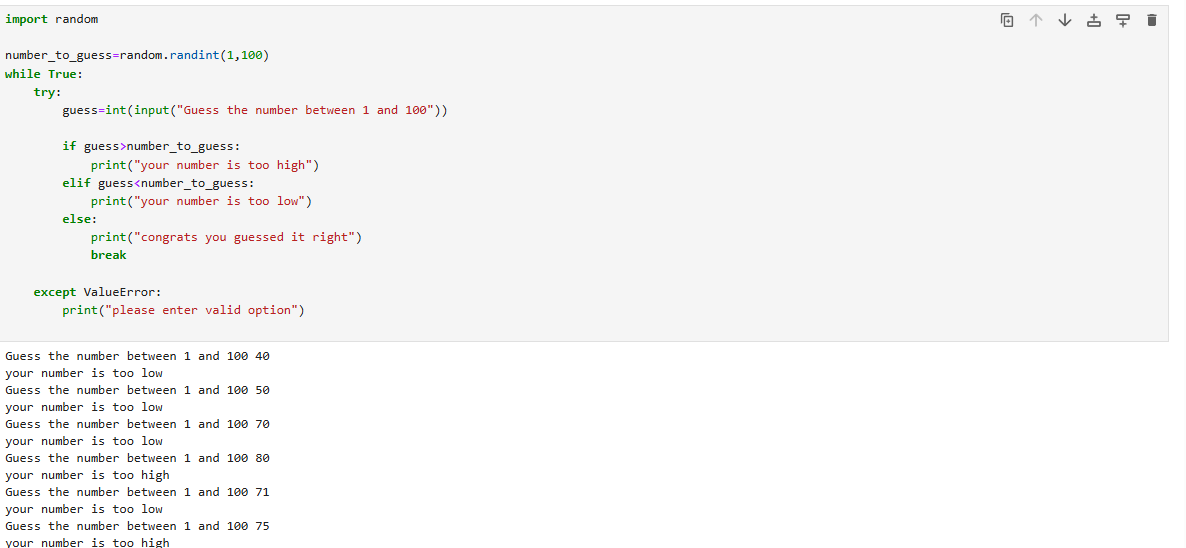 import random

number_to_guess=random.randint(1,100)
while True:
    try:
        guess=int(input("Guess the number between 1 and 100"))

        if guess>number_to_guess:
            print("your number is too high")
        elif guess<number_to_guess:
            print("your number is too low")
        else:
            print("congrats you guessed it right")
            break

    except ValueError:
        print("please enter valid option")

Guess the number between 1 and 100 40
your number is too low
Guess the number between 1 and 100 50
your number is too low
Guess the number between 1 and 100 70
your number is too low
Guess the number between 1 and 100 80
your number is too high
Guess the number between 1 and 100 71
your number is too low
Guess the number between 1 and 100 75
your number is too high